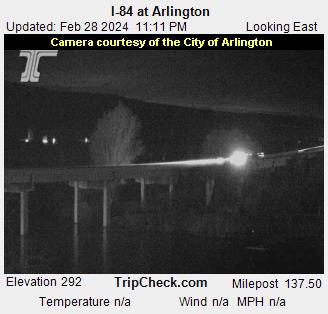 I-84 at Arlington
Updated: Feb 28 2024 11:11 PM Looking East
Camera courtesy of the City of Arlington
Elevation 292 TripCheck.com Milepost 137.50
Temperature n/a Wind n/a MPH n/a